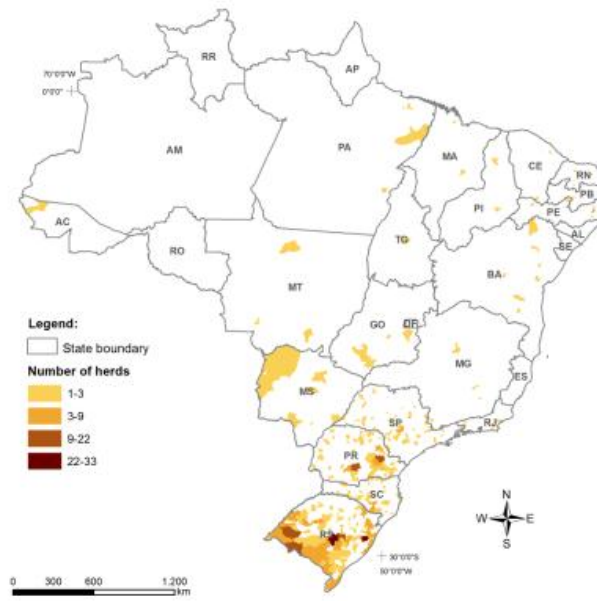 RR
AP
70°0'0"W
0°0'0"
AM
PA
MA
CE
RN
PB
PE
PI
AL
SE
AC
RO
TO
BA
MT
GO
DF
MG
ES
MS
SP
RJ
PR
SC
RS
Legend:
State boundary
Number of herds
1-3
3-9
9-22
22-33
N
W
E
S
30°0'0"S
50°0'0"W
0 300 600 1.200
km